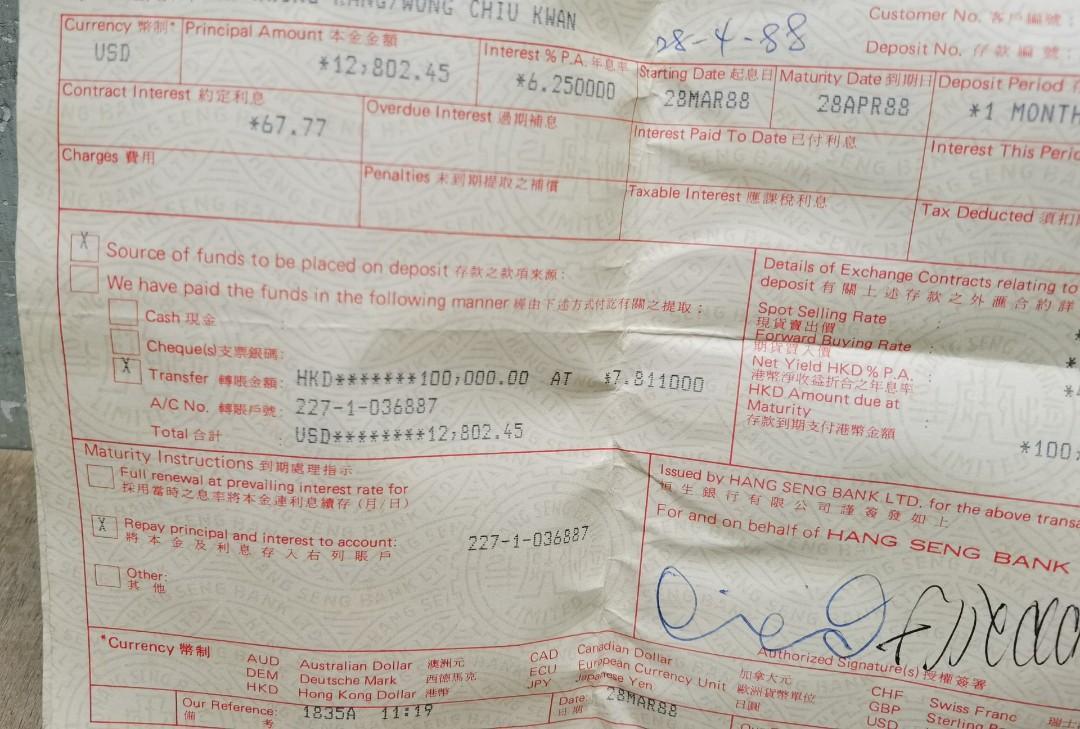 WONG CHIU KWAN
28-4-88
Customer No. 客戶編號:
Deposit No. 存款編號:
Currency 幣制*
USD
Principal Amount 本金金額
*12,802.45
Interest % P.A. 年息率
*6.250000
Starting Date 起息日
28MAR88
Maturity Date 到期日
28APR88
Deposit Period
*1 MONTH
Contract Interest 約定利息
*67.77
Overdue Interest 過期補息
Interest Paid To Date 已付利息
Interest This
Charges 費用
Penalties 未到期提取之補償
Taxable Interest 應課稅利息
Tax Deducted
X Source of funds to be placed on deposit 存款之款項來源:
We have paid the funds in the following manner 經由下述方式付訖有關之提取:
Cash 現金 :
Cheque(s)支票銀碼:
X Transfer 轉賬金額: HKD*******100,000.00 AT *7.811000
A/C No. 轉賬戶號: 227-1-036887
Total 合計 : USD********12,802.45
Details of Exchange Contracts relating to
deposit 有關上述存款之外滙合約詳
Spot Selling Rate :
現貨賣出價
Forward Buying Rate :
期貨買入價
Net Yield HKD % P.A. :
港幣淨收益折合之年息率
HKD Amount due at
Maturity :
存款到期支付港幣金額
*100,
Maturity Instructions 到期處理指示
Full renewal at prevailing interest rate for
採用當時之息率將本金連利息續存(月/日)
X Repay principal and interest to account: 227-1-036887
將本金及利息存入右列賬戶
Other:
其他
Issued by HANG SENG BANK LTD. for the above
恒生銀行有限公司謹簽發如上
For and on behalf of HANG SENG BANK
Authorized Signature(s) 授權簽署
*Currency 幣制
AUD Australian Dollar 澳洲元
DEM Deutsche Mark 西德馬克
HKD Hong Kong Dollar 港幣
CAD Canadian Dollar 加拿大元
ECU European Currency Unit 歐洲貨幣單位
JPY Japanese Yen 日圓
CHF Swiss Franc
GBP Sterling
USD
Our Reference: 1835A 11:19
備考
Date: 28MAR88
日期